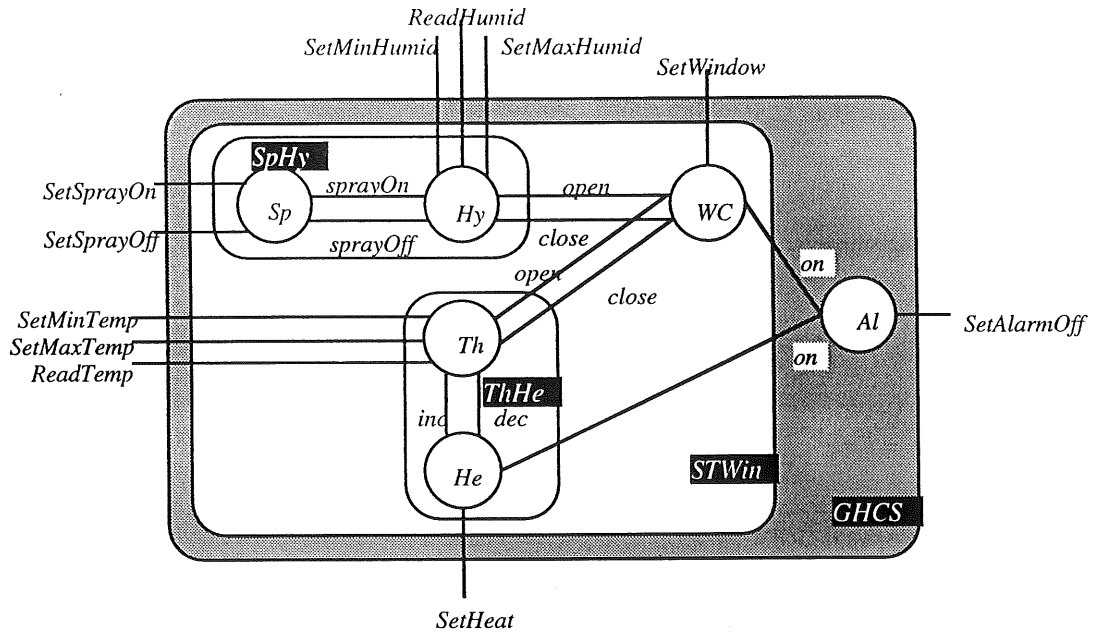 ReadHumid
SetMinHumid
SetMaxHumid
SetWindow
SpHy
SetSprayOn
sprayOn
open
Sp
Hy
WC
SetSprayOff
sprayOff
close
open
on
close
SetMinTemp
Al
SetAlarmOff
SetMaxTemp
Th
on
ReadTemp
ThHe
inc
dec
He
STWin
GHCS
SetHeat